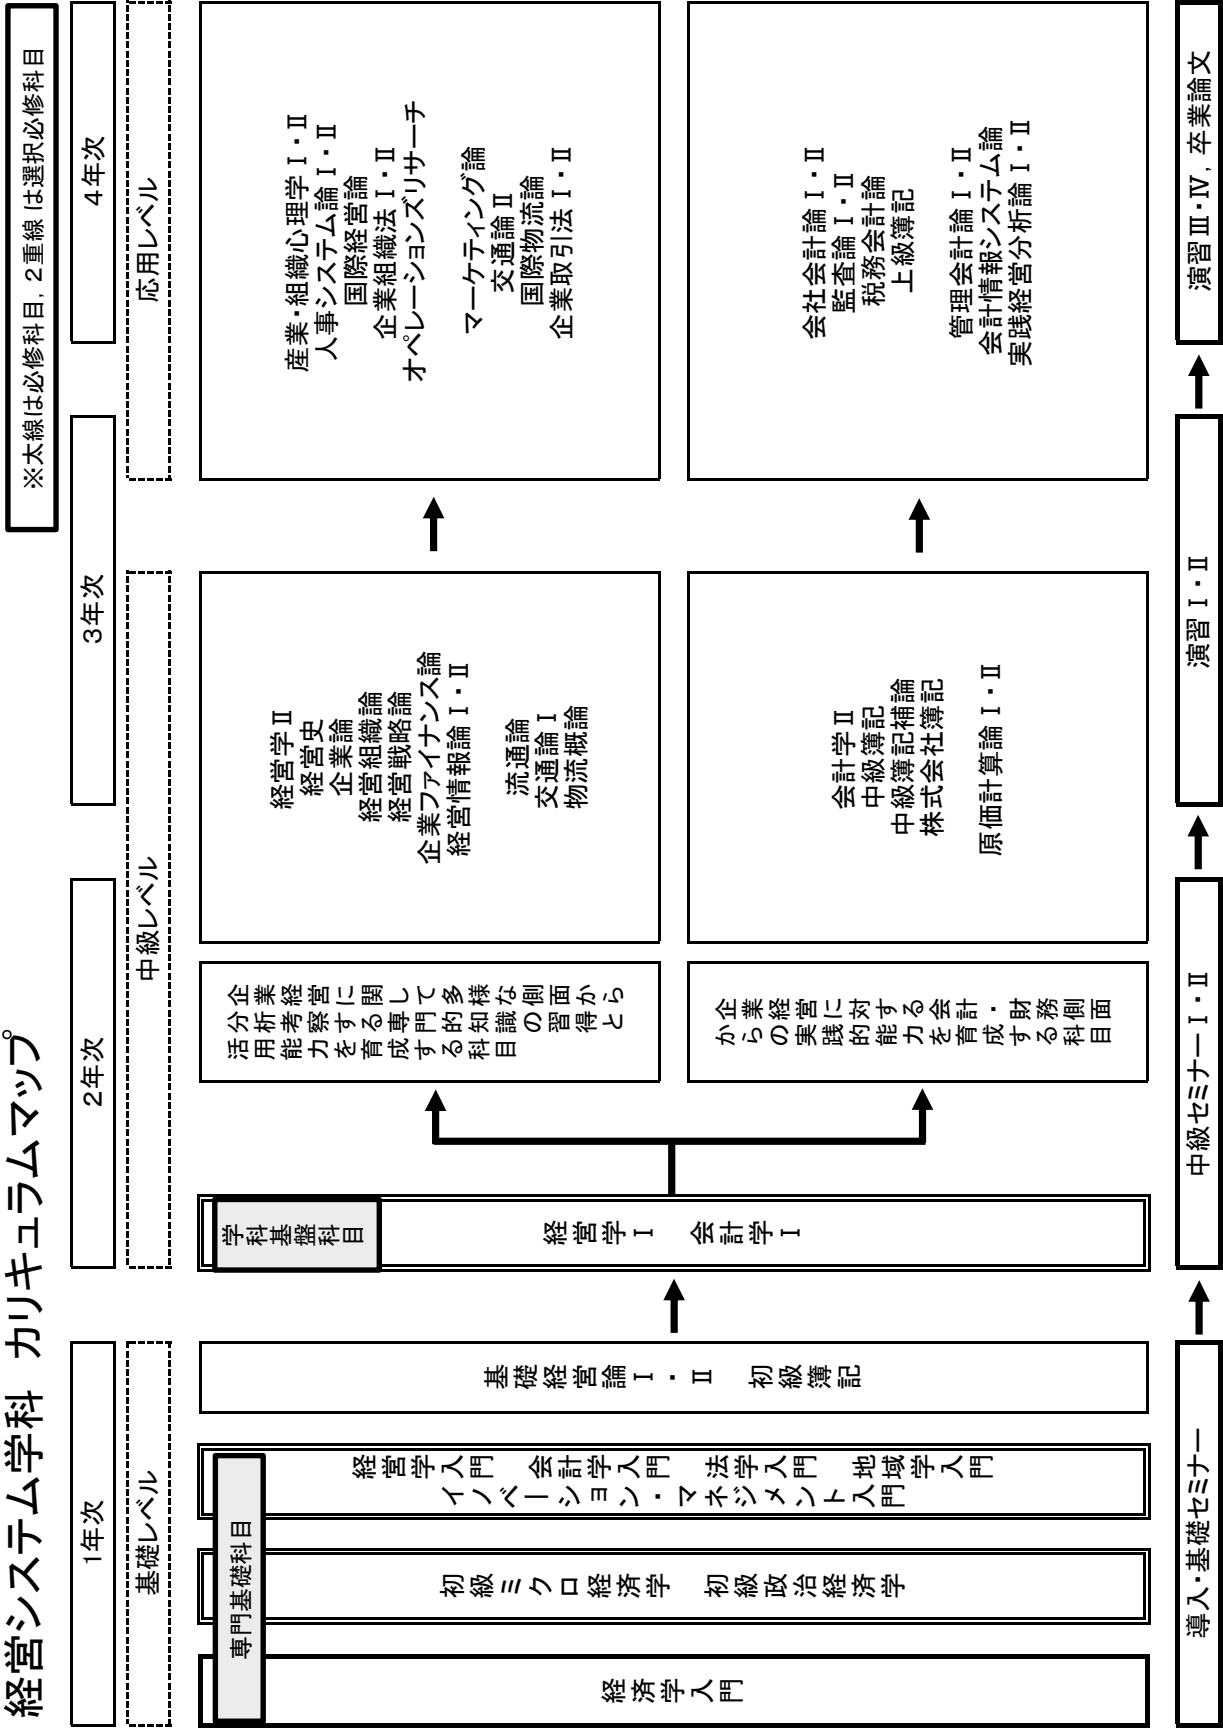 経営システム学科　カリキュラムマップ
※太線は必修科目，２重線は選択必修科目
1年次
2年次
3年次
4年次
基礎レベル
中級レベル
応用レベル
専門基礎科目
経済学入門
初級ミクロ経済学　初級政治経済学
経営学入門　会計学入門　法学入門　地域学入門
イノベーション・マネジメント入門
基礎経営論Ⅰ・Ⅱ　初級簿記
学科基盤科目
経営学Ⅰ　会計学Ⅰ
企業経営に関して多様な側面から
分析考察する専門的知識の習得と
活用能力を育成する科目
経営学Ⅱ
経営史
企業論
経営組織論
経営戦略論
企業ファイナンス論
経営情報論Ⅰ・Ⅱ
流通論
交通論Ⅰ
物流概論
産業・組織心理学Ⅰ・Ⅱ
人事システム論Ⅰ・Ⅱ
国際経営論
企業組織法Ⅰ・Ⅱ
オペレーションズリサーチ
マーケティング論
交通論Ⅱ
国際物流論
企業取引法Ⅰ・Ⅱ
企業経営に対する会計・財務側面
からの実践的能力を育成する科目
会計学Ⅱ
中級簿記
中級簿記補論
株式会社簿記
原価計算論Ⅰ・Ⅱ
会社会計論Ⅰ・Ⅱ
監査論Ⅰ・Ⅱ
税務会計論
上級簿記
管理会計論Ⅰ・Ⅱ
会計情報システム論
実践経営分析論Ⅰ・Ⅱ
導入・基礎セミナー
中級セミナーⅠ・Ⅱ
演習Ⅰ・Ⅱ
演習Ⅲ・Ⅳ，卒業論文